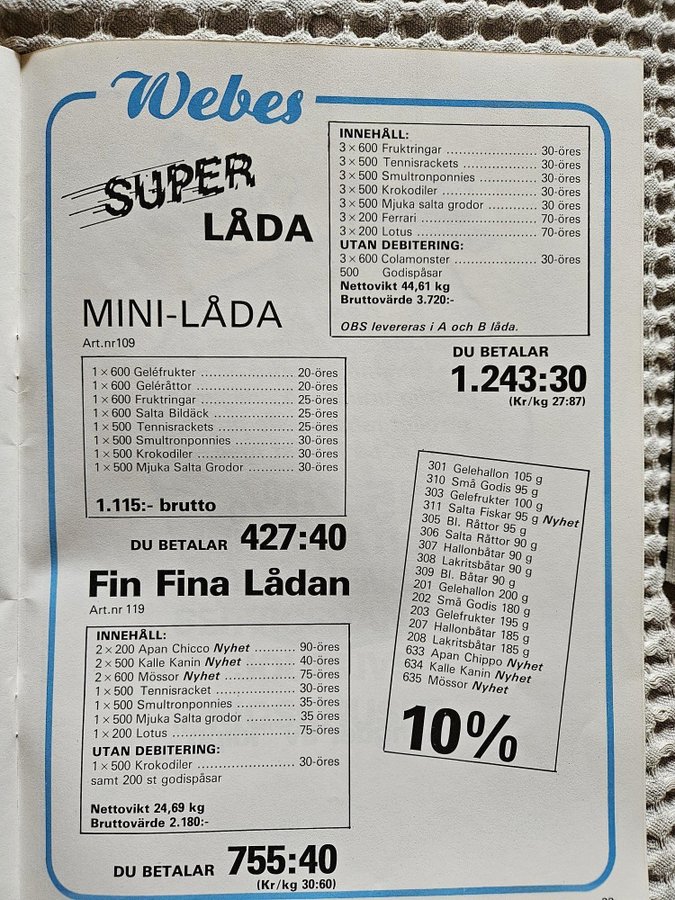 Webes
SUPER
LÅDA
INNEHÅLL:
3 × 600 Fruktringar ........................ 30-öres
3 × 500 Tennisrackets ..................... 30-öres
3 × 500 Smultronponnies ................. 30-öres
3 × 500 Krokodiler .......................... 30-öres
3 × 500 Mjuka salta grodor .............. 30-öres
3 × 200 Ferrari ............................... 70-öres
3 × 200 Lotus ................................. 70-öres
UTAN DEBITERING:
3 × 600 Colamonster ...................... 30-öres
500 Godispåsar
Nettovikt 44,61 kg
Bruttovärde 3.720:-
OBS levereras i A och B låda.
DU BETALAR
1.243:30
(Kr/kg 27:87)
MINI-LÅDA
Art.nr109
1 × 600 Geléfrukter ........................ 20-öres
1 × 600 Geléråttor .......................... 20-öres
1 × 600 Fruktringar ......................... 25-öres
1 × 600 Salta Bildäck ...................... 25-öres
1 × 500 Tennisrackets ..................... 25-öres
1 × 500 Smultronponnies ................. 30-öres
1 × 500 Krokodiler .......................... 30-öres
1 × 500 Mjuka Salta Grodor ............. 30-öres
1.115:- brutto
DU BETALAR 427:40
Fin Fina Lådan
Art.nr 119
INNEHÅLL:
2 × 200 Apan Chicco Nyhet .......... 90-öres
2 × 500 Kalle Kanin Nyhet ............ 40-öres
2 × 600 Mössor Nyhet .................. 75-öres
1 × 500 Tennisracket ..................... 30-öres
1 × 500 Smultronponnies ............... 35-öres
1 × 500 Mjuka Salta grodor ............ 35 öres
1 × 200 Lotus ............................... 75-öres
UTAN DEBITERING:
1 × 500 Krokodiler ........................ 30-öres
samt 200 st godispåsar
Nettovikt 24,69 kg
Bruttovärde 2.180:-
DU BETALAR 755:40
(Kr/kg 30:60)
301 Gelehallon 105 g
310 Små Godis 95 g
303 Gelefrukter 100 g
311 Salta Fiskar 95 g Nyhet
305 Bl. Råttor 95 g
306 Salta Råttor 90 g
307 Hallonbåtar 90 g
308 Lakritsbåtar 90 g
309 Bl. Båtar 90 g
201 Gelehallon 200 g
202 Små Godis 180 g
203 Gelefrukter 195 g
207 Hallonbåtar 185 g
208 Lakritsbåtar 185 g
633 Apan Chippo Nyhet
634 Kalle Kanin Nyhet
635 Mössor Nyhet
10%